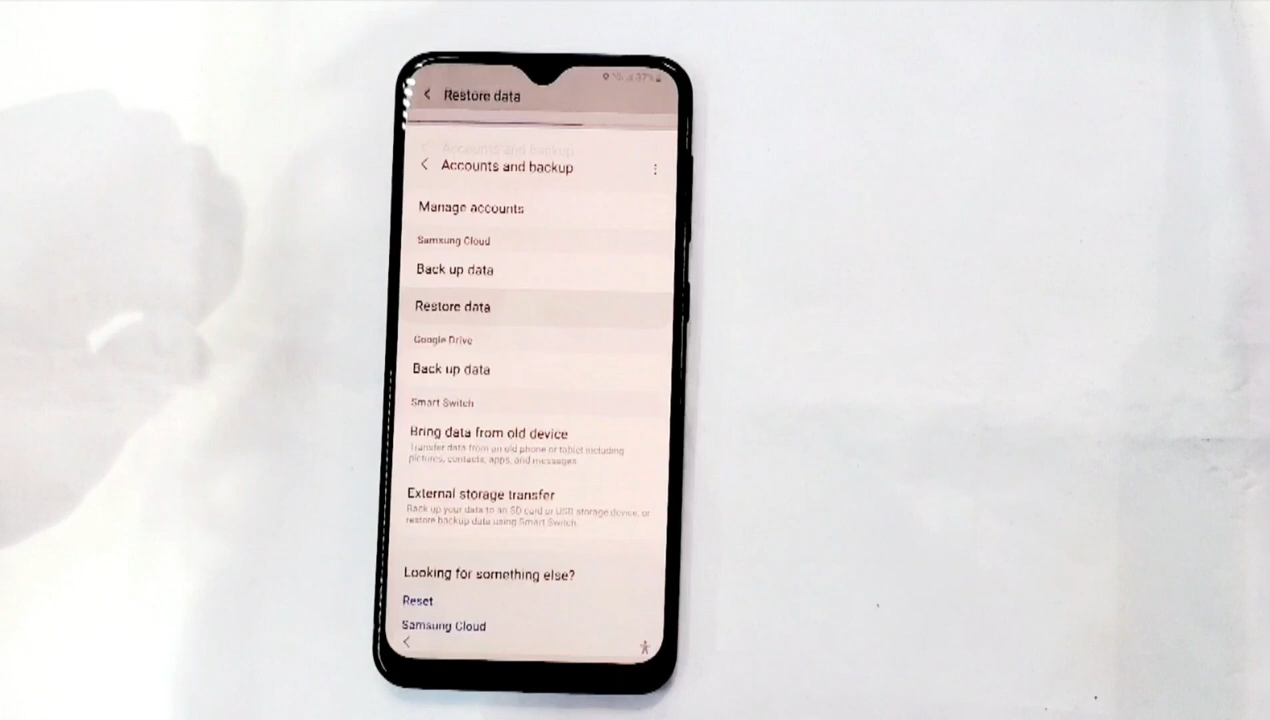 37%
Restore data
Accounts and backup
Accounts and backup
Manage accounts
Samsung Cloud
Back up data
Restore data
Google Drive
Back up data
Smart Switch
Bring data from old device
Transfer data from an old phone or tablet including
pictures, contacts, apps, and messages.
External storage transfer
Back up your data to an SD card or USB storage device, or
restore backup data using Smart Switch.
Looking for something else?
Reset
Samsung Cloud